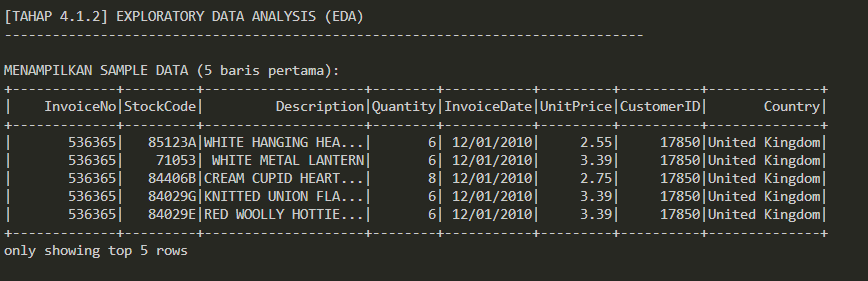 [TAHAP 4.1.2] EXPLORATORY DATA ANALYSIS (EDA)
--------------------------------------------------------------------------------
MENAMPILKAN SAMPLE DATA (5 baris pertama):
+------------+---------+--------------------+--------+-----------+---------+----------+--------------+
|   InvoiceNo|StockCode|         Description|Quantity|InvoiceDate|UnitPrice|CustomerID|       Country|
+------------+---------+--------------------+--------+-----------+---------+----------+--------------+
|      536365|   85123A|WHITE HANGING HEA...|       6| 12/01/2010|     2.55|     17850|United Kingdom|
|      536365|    71053| WHITE METAL LANTERN|       6| 12/01/2010|     3.39|     17850|United Kingdom|
|      536365|   84406B|CREAM CUPID HEART...|       8| 12/01/2010|     2.75|     17850|United Kingdom|
|      536365|   84029G|KNITTED UNION FLA...|       6| 12/01/2010|     3.39|     17850|United Kingdom|
|      536365|   84029E|RED WOOLLY HOTTIE...|       6| 12/01/2010|     3.39|     17850|United Kingdom|
+------------+---------+--------------------+--------+-----------+---------+----------+--------------+
only showing top 5 rows